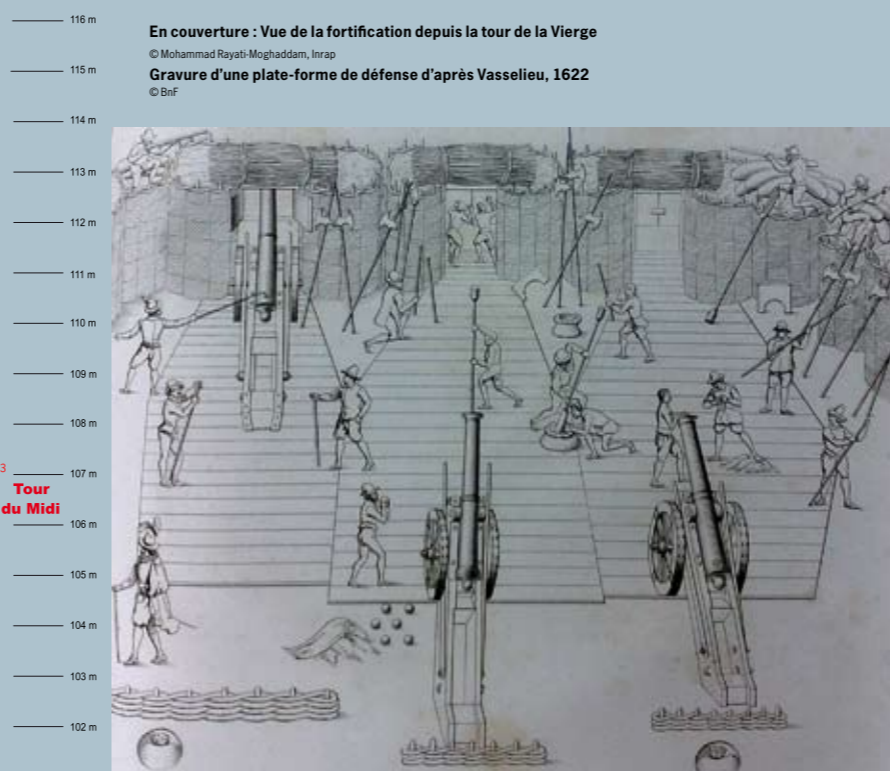 En couverture : Vue de la fortification depuis la tour de la Vierge
© Mohammad Rayati-Moghaddam, Inrap
Gravure d'une plate-forme de défense d'après Vasselieu, 1622
© BnF
116 m
115 m
114 m
113 m
112 m
111 m
110 m
109 m
108 m
107 m
106 m
105 m
104 m
103 m
102 m
3
Tour
du Midi